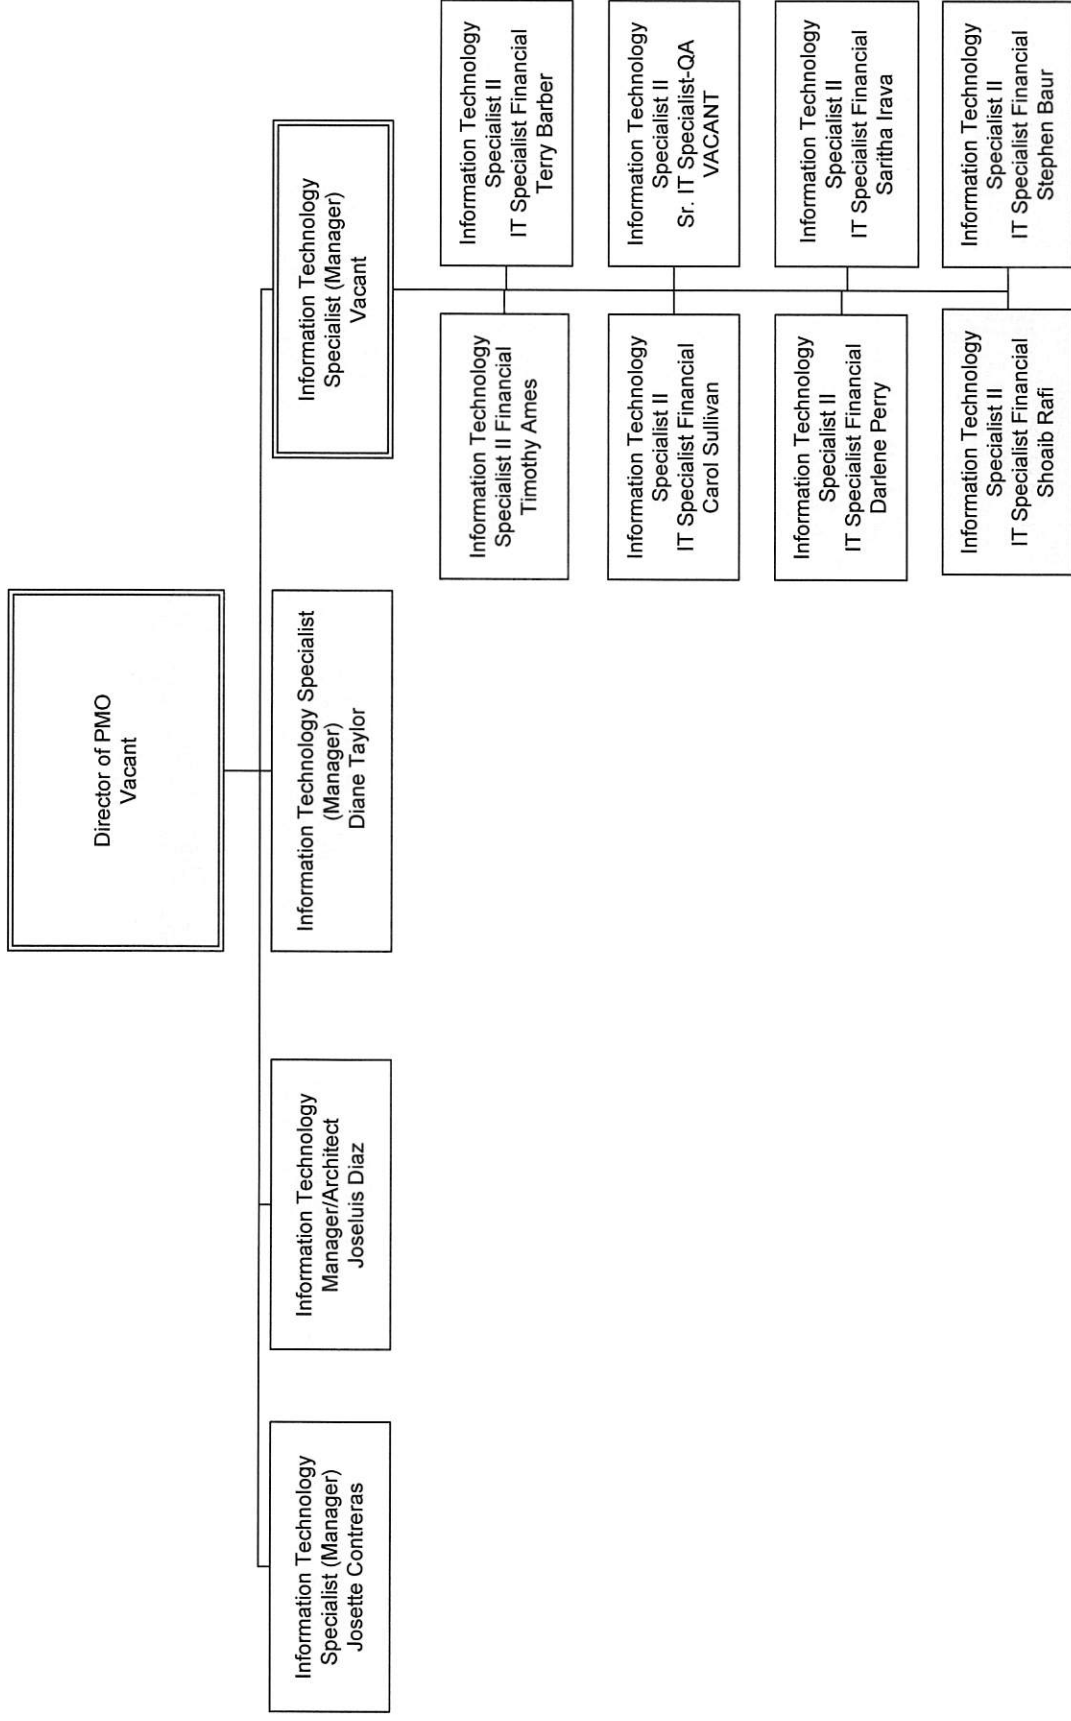 Director of PMO
Vacant
Information Technology
Specialist (Manager)
Josette Contreras
Information Technology
Manager/Architect
Joseluis Diaz
Information Technology Specialist
(Manager)
Diane Taylor
Information Technology
Specialist (Manager)
Vacant
Information Technology
Specialist II Financial
Timothy Ames
Information Technology
Specialist II
IT Specialist Financial
Terry Barber
Information Technology
Specialist II
IT Specialist Financial
Carol Sullivan
Information Technology
Specialist II
Sr. IT Specialist-QA
VACANT
Information Technology
Specialist II
IT Specialist Financial
Darlene Perry
Information Technology
Specialist II
IT Specialist Financial
Saritha Irava
Information Technology
Specialist II
IT Specialist Financial
Shoaib Rafi
Information Technology
Specialist II
IT Specialist Financial
Stephen Baur